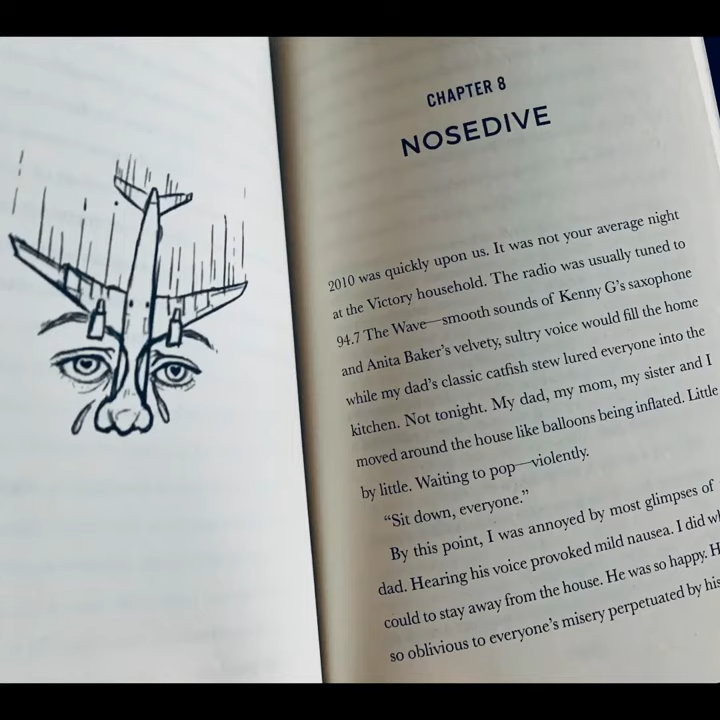 CHAPTER 8
NOSEDIVE
2010 was quickly upon us. It was not your average night
at the Victory household. The radio was usually tuned to
94.7 The Wave—smooth sounds of Kenny G’s saxophone
and Anita Baker’s velvety, sultry voice would fill the home
while my dad’s classic catfish stew lured everyone into the
kitchen. Not tonight. My dad, my mom, my sister and I
moved around the house like balloons being inflated. Little
by little. Waiting to pop—violently.
“Sit down, everyone.”
By this point, I was annoyed by most glimpses of
dad. Hearing his voice provoked mild nausea. I did
could to stay away from the house. He was so happy.
so oblivious to everyone’s misery perpetuated by his